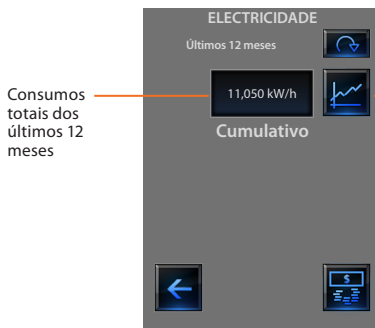 ELECTRICIDADE
Últimos 12 meses
11,050 kW/h
Cumulativo
Consumos
totais dos
últimos 12
meses
$